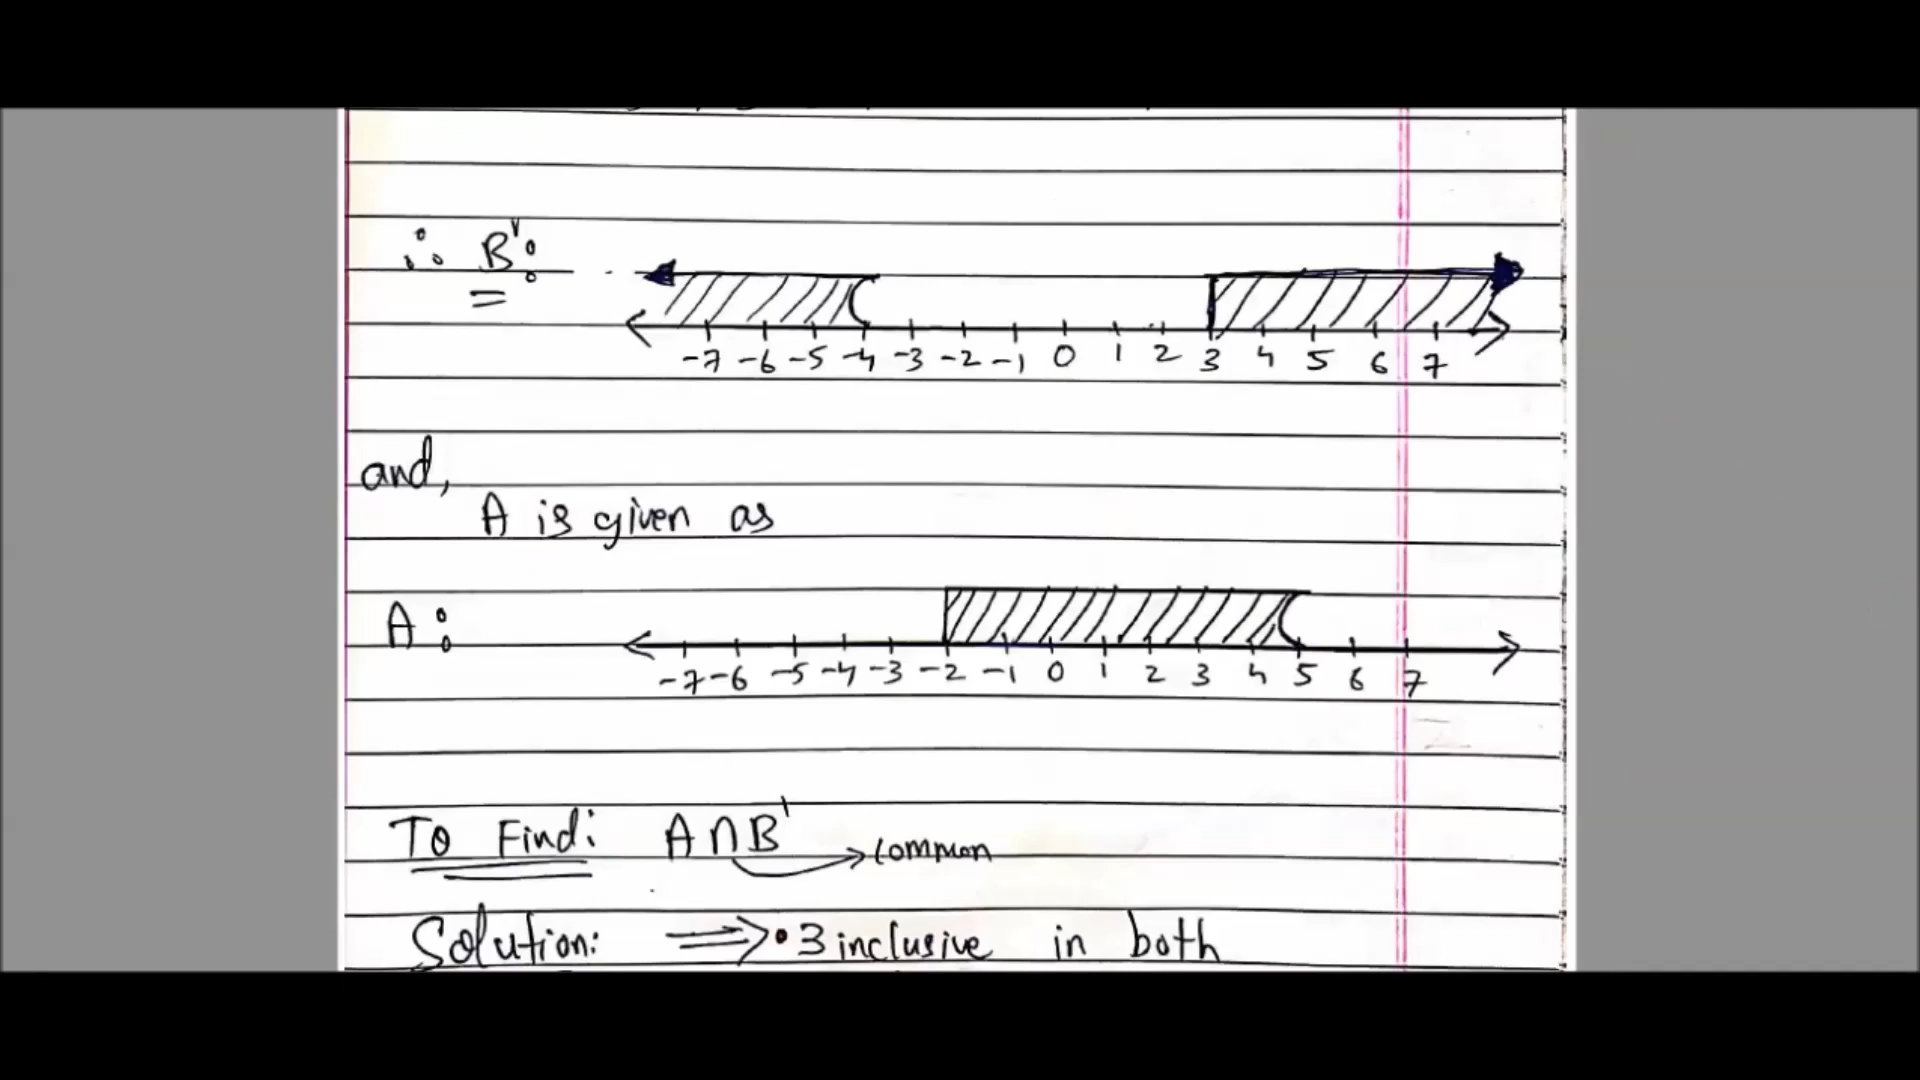 ∴ B':
-7 -6 -5 -4 -3 -2 -1 0 1 2 3 4 5 6 7
and,
A is given as
A:
-7 -6 -5 -4 -3 -2 -1 0 1 2 3 4 5 6 7
To Find: A∩B' → common
Solution: ⇒ • 3 inclusive in both